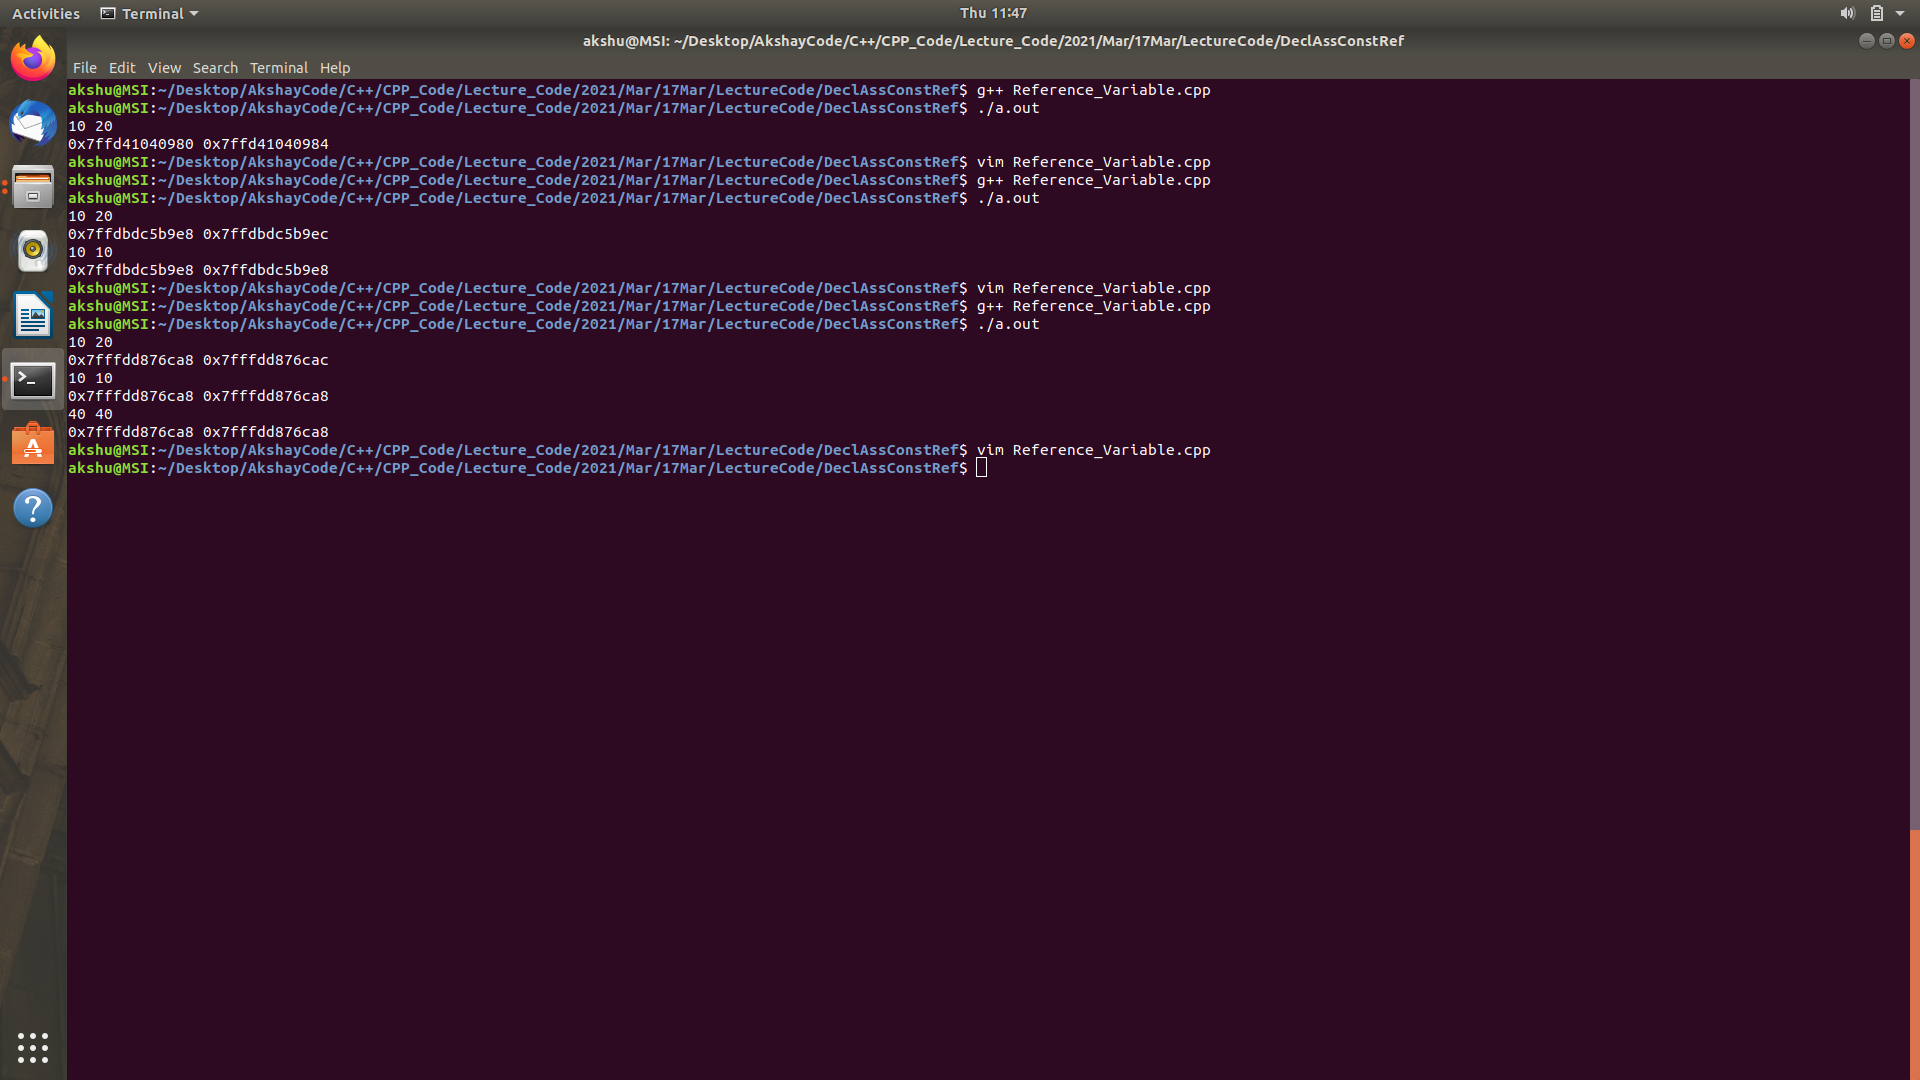 Activities Terminal Thu 11:47
akshu@MSI: ~/Desktop/AkshayCode/C++/CPP_Code/Lecture_Code/2021/Mar/17Mar/LectureCode/DeclAssConstRef
File Edit View Search Terminal Help
akshu@MSI:~/Desktop/AkshayCode/C++/CPP_Code/Lecture_Code/2021/Mar/17Mar/LectureCode/DeclAssConstRef$ g++ Reference_Variable.cpp
akshu@MSI:~/Desktop/AkshayCode/C++/CPP_Code/Lecture_Code/2021/Mar/17Mar/LectureCode/DeclAssConstRef$ ./a.out
10 20
0x7ffd41040980 0x7ffd41040984
akshu@MSI:~/Desktop/AkshayCode/C++/CPP_Code/Lecture_Code/2021/Mar/17Mar/LectureCode/DeclAssConstRef$ vim Reference_Variable.cpp
akshu@MSI:~/Desktop/AkshayCode/C++/CPP_Code/Lecture_Code/2021/Mar/17Mar/LectureCode/DeclAssConstRef$ g++ Reference_Variable.cpp
akshu@MSI:~/Desktop/AkshayCode/C++/CPP_Code/Lecture_Code/2021/Mar/17Mar/LectureCode/DeclAssConstRef$ ./a.out
10 20
0x7ffdbdc5b9e8 0x7ffdbdc5b9ec
10 10
0x7ffdbdc5b9e8 0x7ffdbdc5b9e8
akshu@MSI:~/Desktop/AkshayCode/C++/CPP_Code/Lecture_Code/2021/Mar/17Mar/LectureCode/DeclAssConstRef$ vim Reference_Variable.cpp
akshu@MSI:~/Desktop/AkshayCode/C++/CPP_Code/Lecture_Code/2021/Mar/17Mar/LectureCode/DeclAssConstRef$ g++ Reference_Variable.cpp
akshu@MSI:~/Desktop/AkshayCode/C++/CPP_Code/Lecture_Code/2021/Mar/17Mar/LectureCode/DeclAssConstRef$ ./a.out
10 20
0x7fffdd876ca8 0x7fffdd876cac
10 10
0x7fffdd876ca8 0x7fffdd876ca8
40 40
0x7fffdd876ca8 0x7fffdd876ca8
akshu@MSI:~/Desktop/AkshayCode/C++/CPP_Code/Lecture_Code/2021/Mar/17Mar/LectureCode/DeclAssConstRef$ vim Reference_Variable.cpp
akshu@MSI:~/Desktop/AkshayCode/C++/CPP_Code/Lecture_Code/2021/Mar/17Mar/LectureCode/DeclAssConstRef$